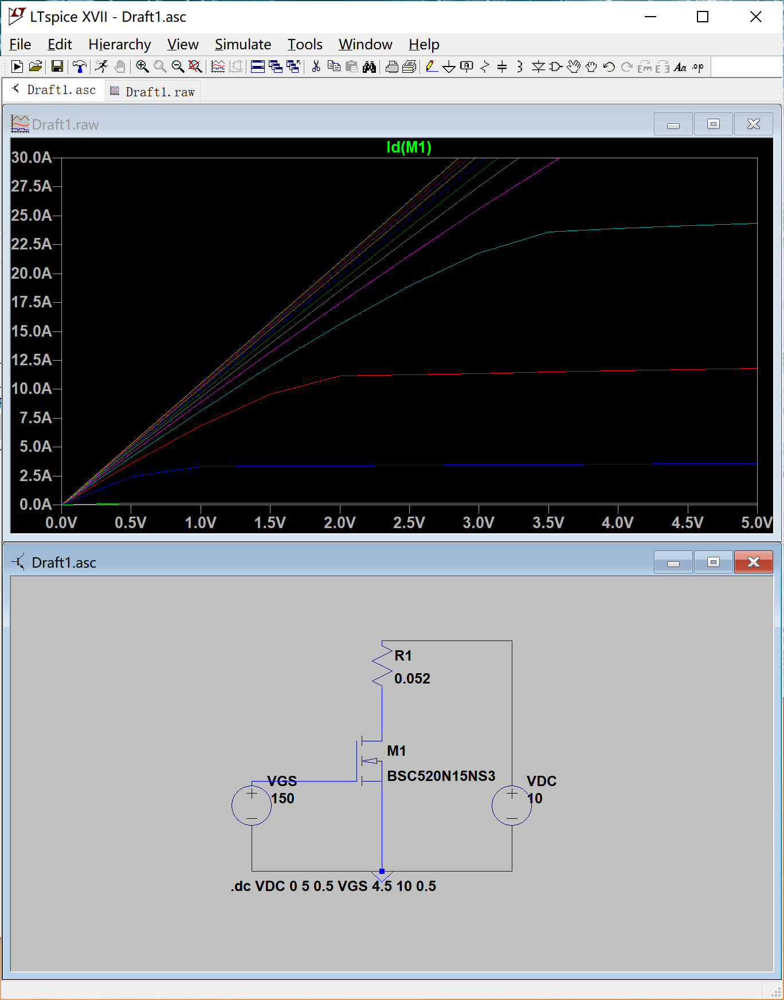 LTspice XVII - Draft1.asc
File Edit Hierarchy View Simulate Tools Window Help
Draft1.asc Draft1.raw
Draft1.raw
Id(M1)
30.0A
27.5A
25.0A
22.5A
20.0A
17.5A
15.0A
12.5A
10.0A
7.5A
5.0A
2.5A
0.0A
0.0V 0.5V 1.0V 1.5V 2.0V 2.5V 3.0V 3.5V 4.0V 4.5V 5.0V
Draft1.asc
R1
0.052
M1
BSC520N15NS3
VGS
150
VDC
10
.dc VDC 0 5 0.5 VGS 4.5 10 0.5